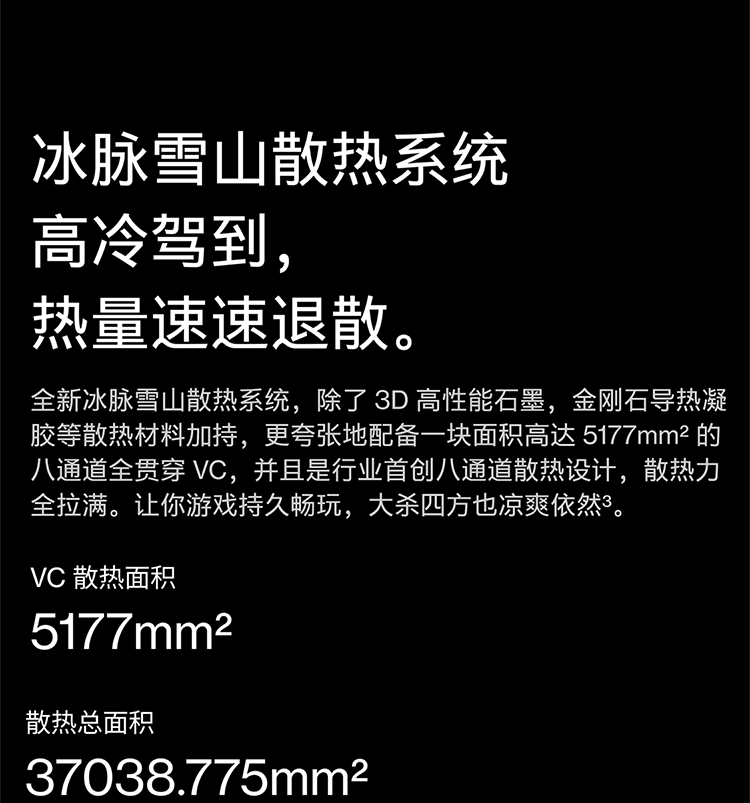 冰脉雪山散热系统
高冷驾到，
热量速速退散。
全新冰脉雪山散热系统，除了 3D 高性能石墨，金刚石导热凝
胶等散热材料加持，更夸张地配备一块面积高达 5177mm² 的
八通道全贯穿 VC，并且是行业首创八通道散热设计，散热力
全拉满。让你游戏持久畅玩，大杀四方也凉爽依然³。
VC 散热面积
5177mm²
散热总面积
37038.775mm²